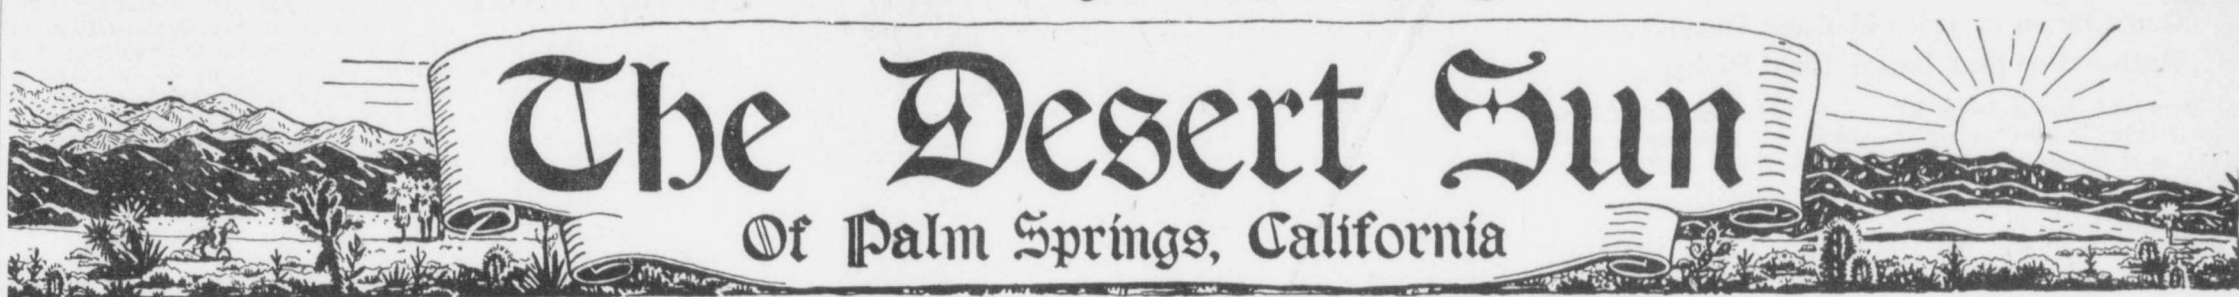 The Desert Sun
Of Palm Springs, California